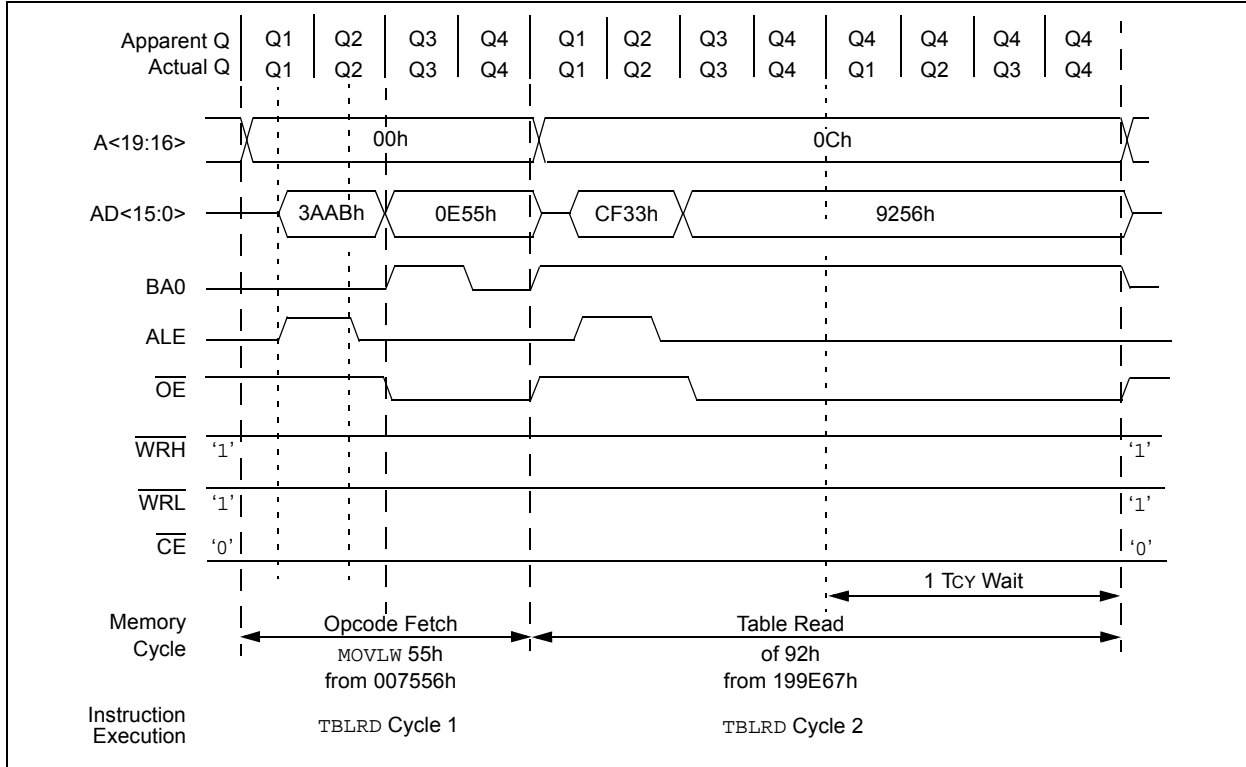 Apparent Q Q1 Q2 Q3 Q4 Q1 Q2 Q3 Q4 Q4 Q4 Q4 Q4
Actual Q Q1 Q2 Q3 Q4 Q1 Q2 Q3 Q4 Q1 Q2 Q3 Q4
A<19:16> 00h 0Ch
AD<15:0> 3AABh 0E55h CF33h 9256h
BA0
ALE
OE
WRH '1' '1'
WRL '1' '1'
CE '0' '0'
1 TCY Wait
Memory Cycle
Opcode Fetch
MOVLW 55h
from 007556h
Table Read
of 92h
from 199E67h
Instruction Execution
TBLRD Cycle 1
TBLRD Cycle 2